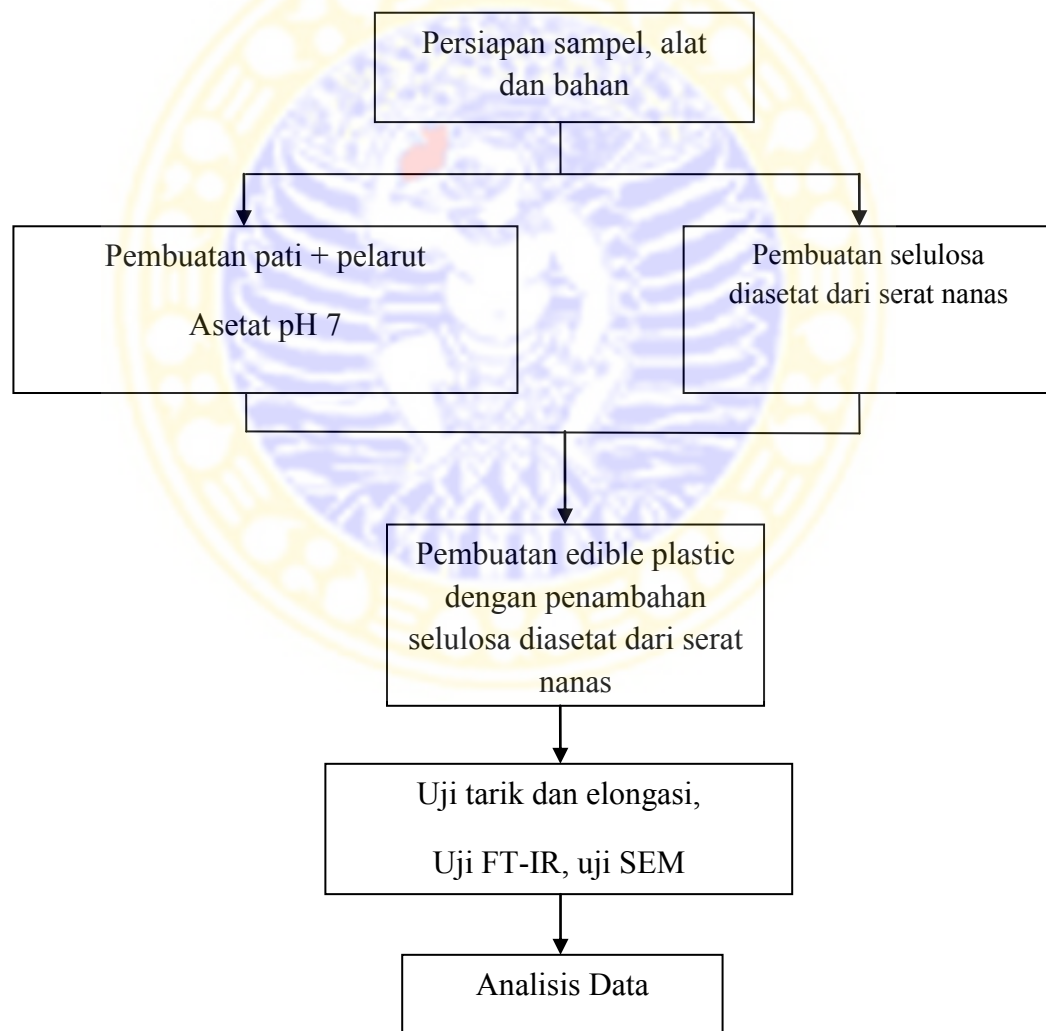 Persiapan sampel, alat
dan bahan
Pembuatan pati + pelarut
Asetat pH 7
Pembuatan selulosa
diasetat dari serat nanas
Pembuatan edible plastic
dengan penambahan
selulosa diasetat dari serat
nanas
Uji tarik dan elongasi,
Uji FT-IR, uji SEM
Analisis Data